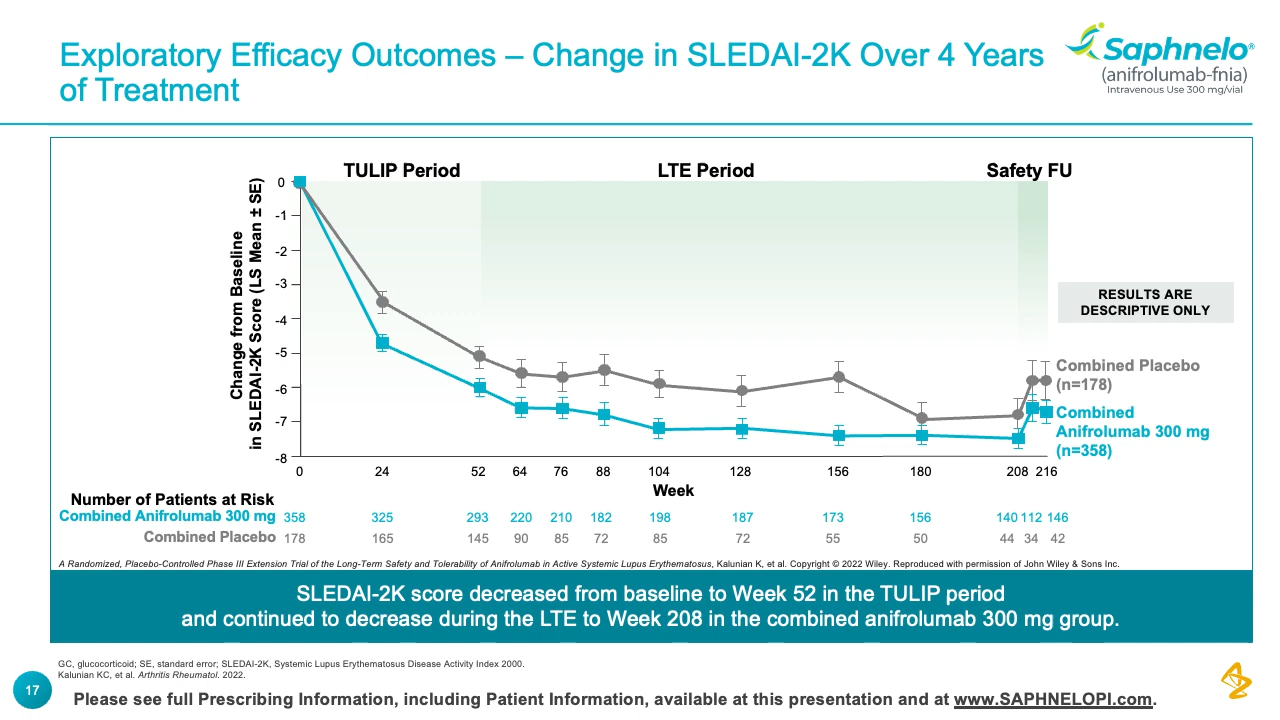 Exploratory Efficacy Outcomes – Change in SLEDAI-2K Over 4 Years
of Treatment
Saphnelo®
(anifrolumab-fnia)
Intravenous Use 300 mg/vial
TULIP Period
LTE Period
Safety FU
Change from Baseline
in SLEDAI-2K Score (LS Mean ± SE)
0
-1
-2
-3
-4
-5
-6
-7
-8
RESULTS ARE
DESCRIPTIVE ONLY
Combined Placebo
(n=178)
Combined
Anifrolumab 300 mg
(n=358)
0 24 52 64 76 88 104 128 156 180 208 216
Week
Number of Patients at Risk
Combined Anifrolumab 300 mg 358 325 293 220 210 182 198 187 173 156 140 112 146
Combined Placebo 178 165 145 90 85 72 85 72 55 50 44 34 42
A Randomized, Placebo-Controlled Phase III Extension Trial of the Long-Term Safety and Tolerability of Anifrolumab in Active Systemic Lupus Erythematosus, Kalunian K, et al. Copyright © 2022 Wiley. Reproduced with permission of John Wiley & Sons Inc.
SLEDAI-2K score decreased from baseline to Week 52 in the TULIP period
and continued to decrease during the LTE to Week 208 in the combined anifrolumab 300 mg group.
GC, glucocorticoid; SE, standard error; SLEDAI-2K, Systemic Lupus Erythematosus Disease Activity Index 2000.
Kalunian KC, et al. Arthritis Rheumatol. 2022.
17
Please see full Prescribing Information, including Patient Information, available at this presentation and at www.SAPHNELOPI.com.